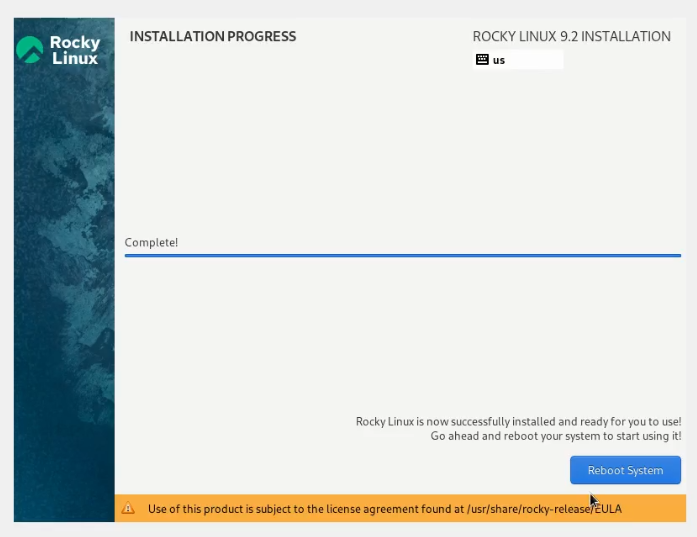 Rocky
Linux
INSTALLATION PROGRESS
ROCKY LINUX 9.2 INSTALLATION
us
Complete!
Rocky Linux is now successfully installed and ready for you to use!
Go ahead and reboot your system to start using it!
Reboot System
Use of this product is subject to the license agreement found at /usr/share/rocky-release/EULA